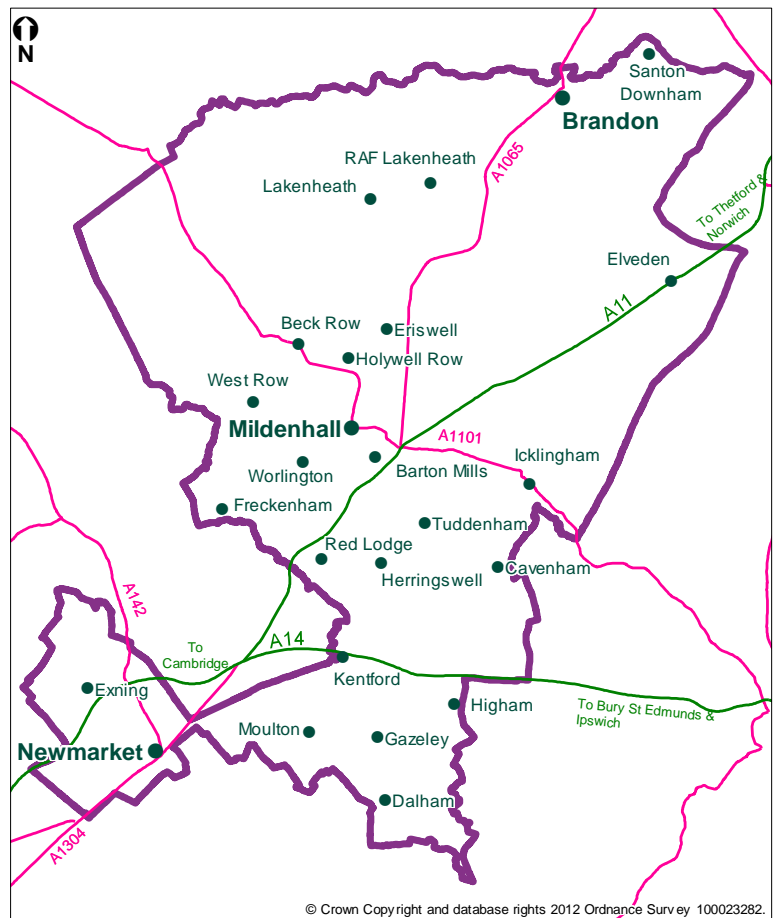 N
Santon
Downham
Brandon
RAF Lakenheath
A1065
Lakenheath
To Thetford &
Norwich
Elveden
A11
Beck Row
Eriswell
Holywell Row
West Row
Mildenhall
A1101
Icklingham
Barton Mills
Worlington
Freckenham
Tuddenham
Red Lodge
Herringswell
Cavenham
A142
To
Cambridge
A14
Kentford
Exning
Higham
To Bury St Edmunds &
Ipswich
Moulton
Gazeley
Newmarket
Dalham
A1304
© Crown Copyright and database rights 2012 Ordnance Survey 100023282.